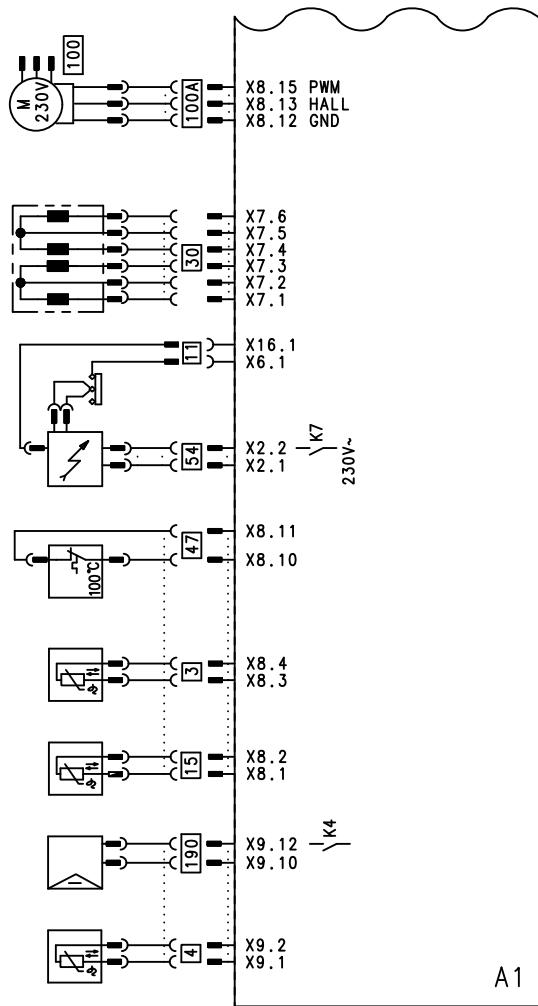 100
M
230V
100A
X8.15 PWM
X8.13 HALL
X8.12 GND
30
X7.6
X7.5
X7.4
X7.3
X7.2
X7.1
11
X16.1
X6.1
54
X2.2
X2.1
K7
230V~
47
X8.11
X8.10
100°C
3
X8.4
X8.3
15
X8.2
X8.1
190
X9.12
X9.10
K4
4
X9.2
X9.1
A1